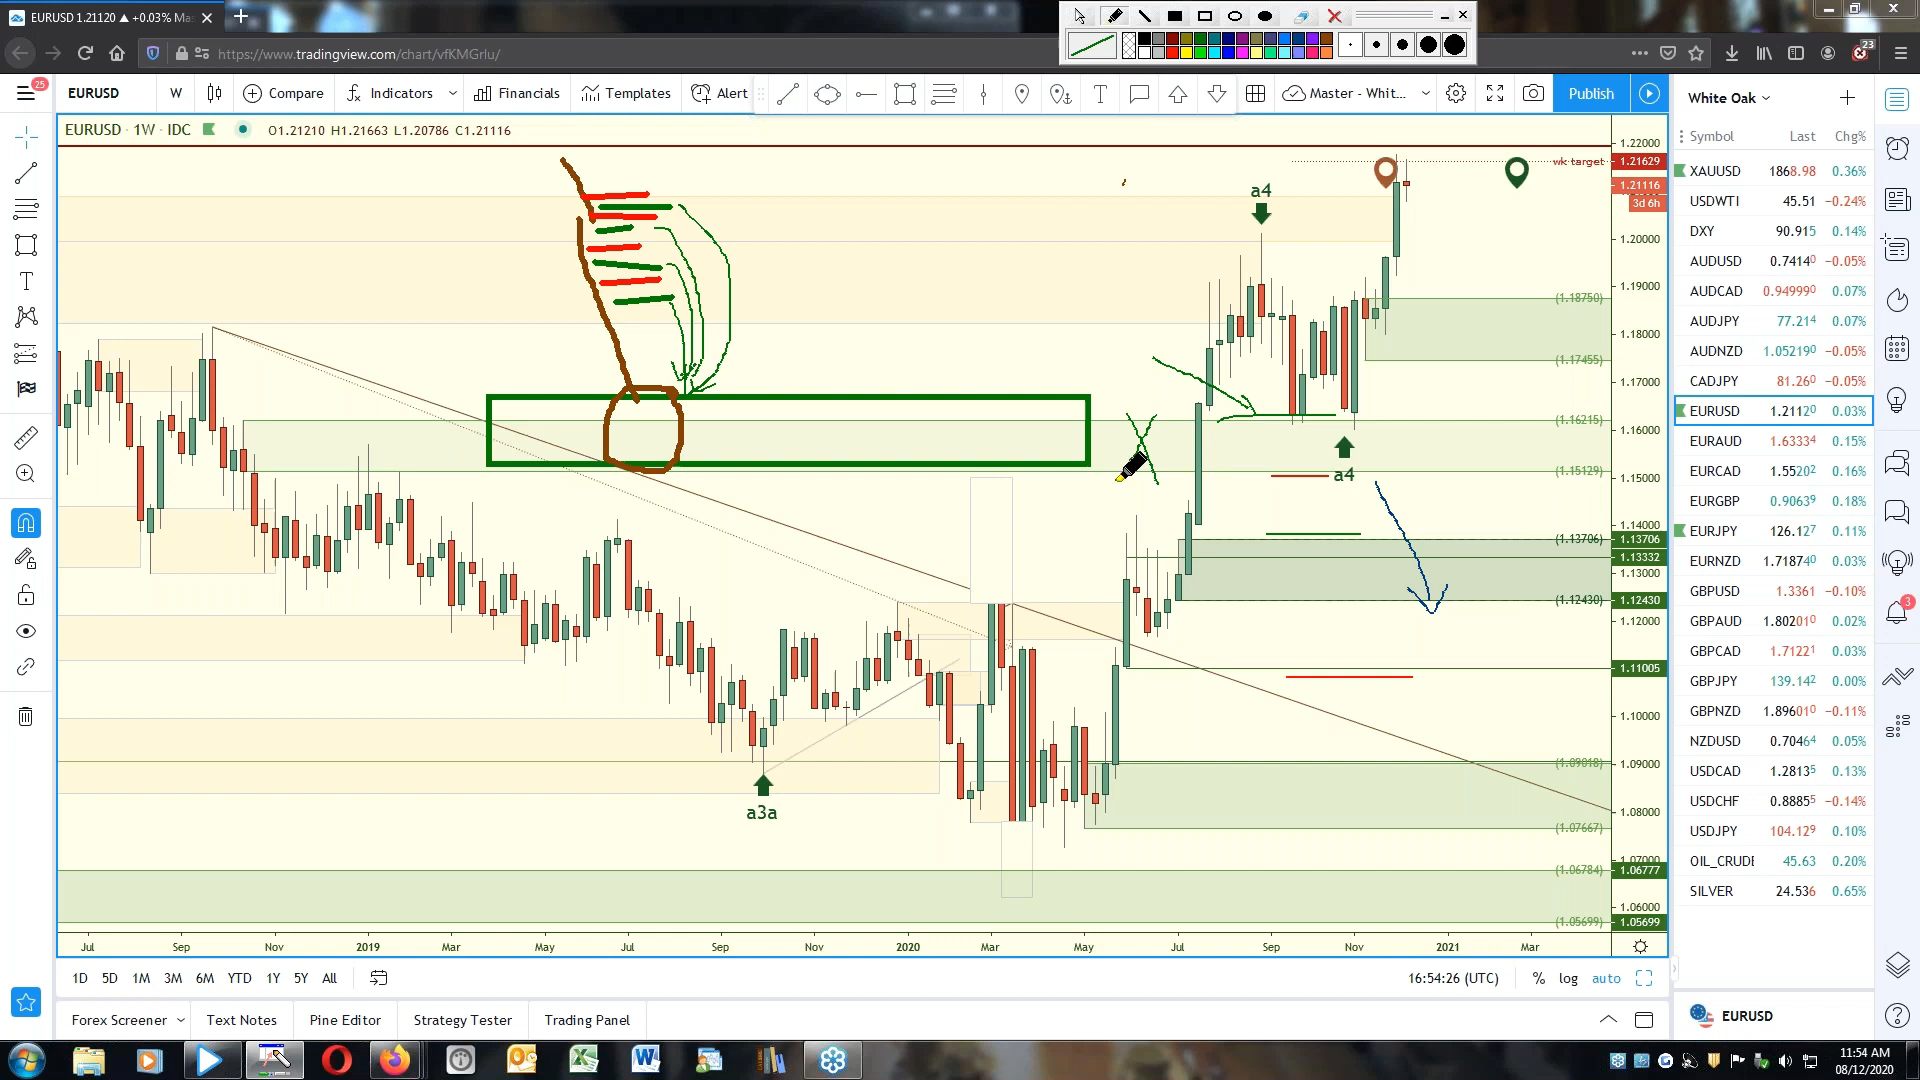 EURUSD 1.21120 ▲ +0.03% Ma
https://www.tradingview.com/chart/vfKMGrlu/
23
25
EURUSD W Compare Indicators Financials Templates Alert Master - Whit... Publish
EURUSD · 1W · IDC O1.21210 H1.21663 L1.20786 C1.21116
a4
a4
a3a
wk target
(1.18750)
(1.17455)
(1.16215)
(1.15129)
(1.13706)
(1.12430)
(1.09018)
(1.07667)
(1.06784)
(1.05699)
1.22000
1.21629
1.21116
3d 6h
1.20000
1.19000
1.18000
1.17000
1.16000
1.15000
1.14000
1.13706
1.13332
1.13000
1.12430
1.12000
1.11005
1.10000
1.09000
1.08000
1.07000
1.06777
1.06000
1.05699
Jul Sep Nov 2019 Mar May Jul Sep Nov 2020 Mar May Jul Sep Nov 2021 Mar
1D 5D 1M 3M 6M YTD 1Y 5Y All 16:54:26 (UTC) % log auto
Forex Screener Text Notes Pine Editor Strategy Tester Trading Panel
White Oak
Symbol Last Chg%
XAUUSD 1868.98 0.36%
USDWTI 45.51 −0.24%
DXY 90.915 0.14%
AUDUSD 0.74140 −0.05%
AUDCAD 0.949990 0.07%
AUDJPY 77.214 0.07%
AUDNZD 1.052190 −0.05%
CADJPY 81.260 −0.05%
EURUSD 1.21120 0.03%
EURAUD 1.63334 0.15%
EURCAD 1.5520 0.16%
EURGBP 0.90639 0.18%
EURJPY 126.127 0.11%
EURNZD 1.718740 0.03%
GBPUSD 1.3361 −0.10%
GBPAUD 1.802010 0.02%
GBPCAD 1.71221 0.03%
GBPJPY 139.142 0.00%
GBPNZD 1.896010 −0.11%
NZDUSD 0.70464 0.05%
USDCAD 1.28135 0.13%
USDCHF 0.88855 −0.14%
USDJPY 104.129 0.10%
OIL_CRUDE 45.63 0.20%
SILVER 24.536 0.65%
3
EURUSD
11:54 AM
08/12/2020